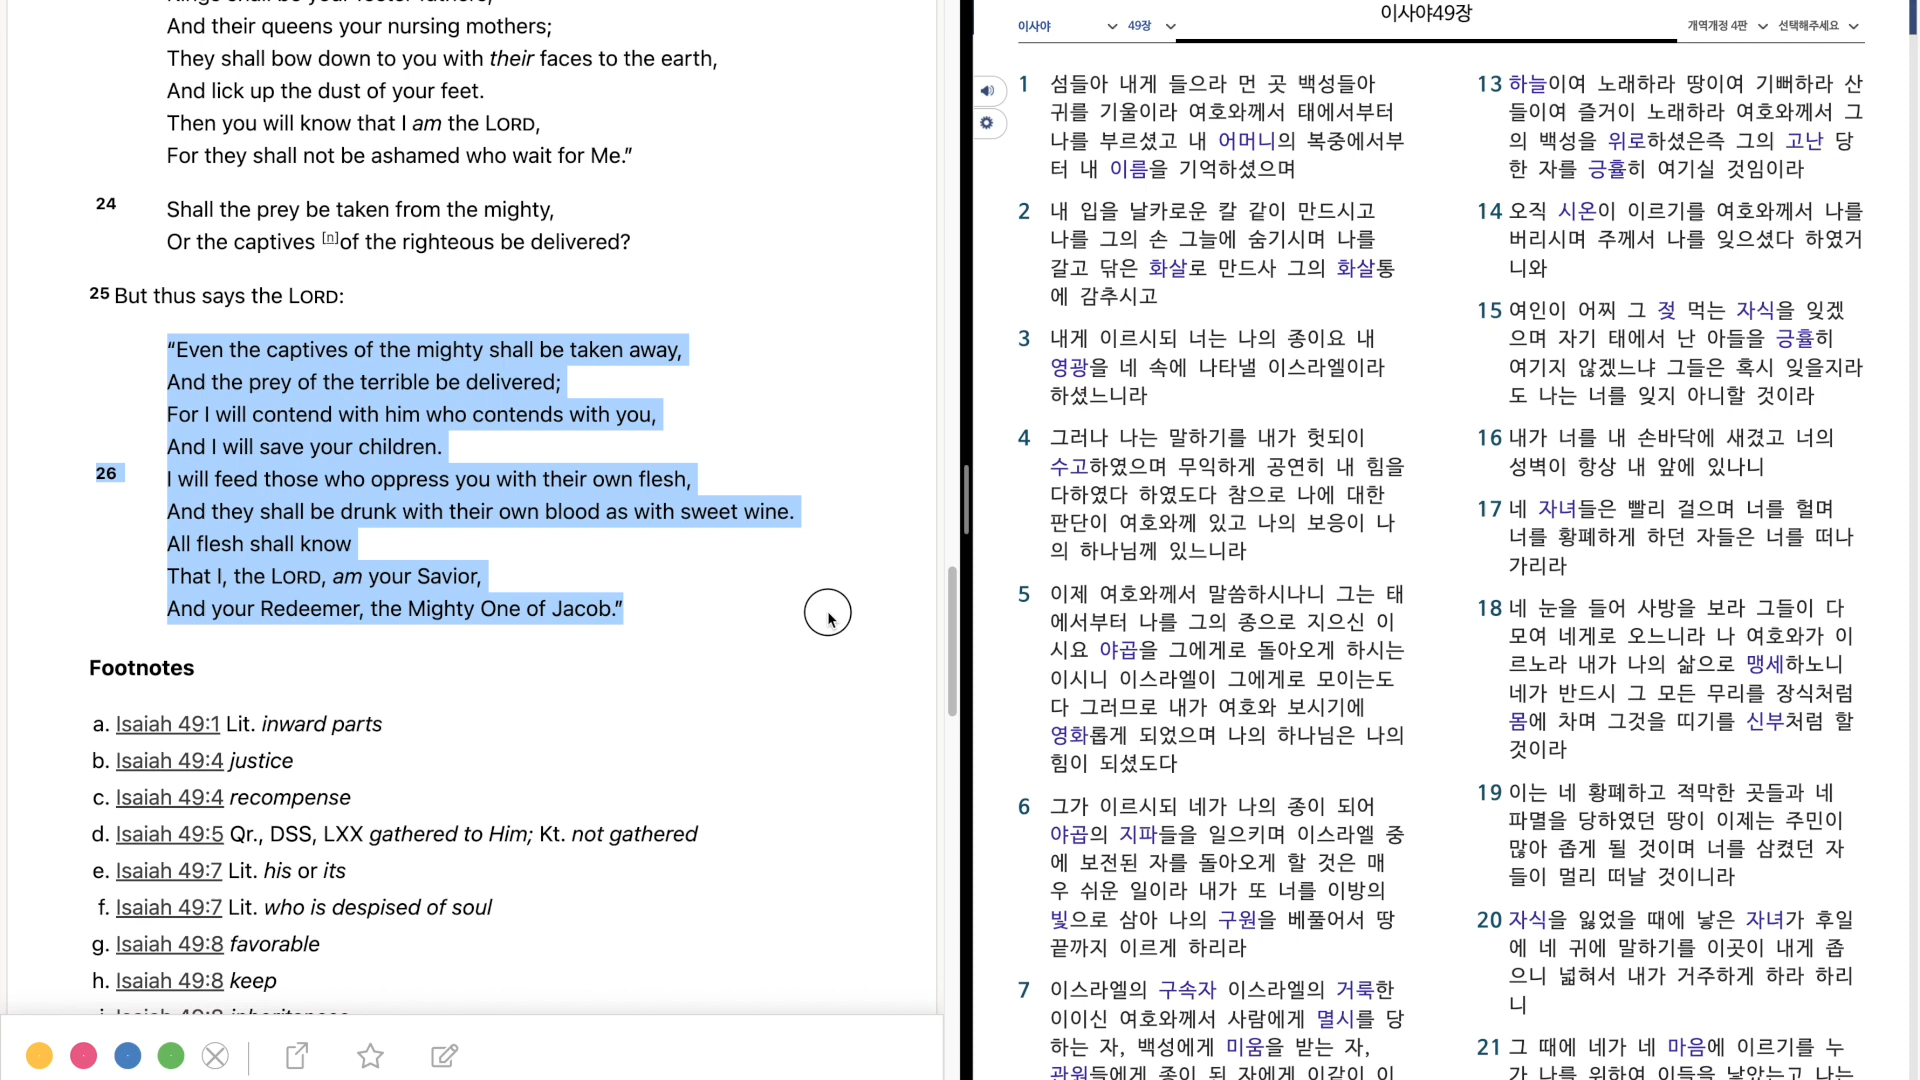 And their queens your nursing mothers;
They shall bow down to you with their faces to the earth,
And lick up the dust of your feet.
Then you will know that I am the LORD,
For they shall not be ashamed who wait for Me.”
24 Shall the prey be taken from the mighty,
Or the captives [n]of the righteous be delivered?
25 But thus says the LORD:
“Even the captives of the mighty shall be taken away,
And the prey of the terrible be delivered;
For I will contend with him who contends with you,
And I will save your children.
26 I will feed those who oppress you with their own flesh,
And they shall be drunk with their own blood as with sweet wine.
All flesh shall know
That I, the LORD, am your Savior,
And your Redeemer, the Mighty One of Jacob.”
Footnotes
a. Isaiah 49:1 Lit. inward parts
b. Isaiah 49:4 justice
c. Isaiah 49:4 recompense
d. Isaiah 49:5 Qr., DSS, LXX gathered to Him; Kt. not gathered
e. Isaiah 49:7 Lit. his or its
f. Isaiah 49:7 Lit. who is despised of soul
g. Isaiah 49:8 favorable
h. Isaiah 49:8 keep
이사야49장
이사야 49장 개역개정 4판 선택해주세요
1 섬들아 내게 들으라 먼 곳 백성들아
귀를 기울이라 여호와께서 태에서부터
나를 부르셨고 내 어머니의 복중에서부
터 내 이름을 기억하셨으며
2 내 입을 날카로운 칼 같이 만드시고
나를 그의 손 그늘에 숨기시며 나를
갈고 닦은 화살로 만드사 그의 화살통
에 감추시고
3 내게 이르시되 너는 나의 종이요 내
영광을 네 속에 나타낼 이스라엘이라
하셨느니라
4 그러나 나는 말하기를 내가 헛되이
수고하였으며 무익하게 공연히 내 힘을
다하였다 하였도다 참으로 나에 대한
판단이 여호와께 있고 나의 보응이 나
의 하나님께 있느니라
5 이제 여호와께서 말씀하시나니 그는 태
에서부터 나를 그의 종으로 지으신 이
시요 야곱을 그에게로 돌아오게 하시는
이시니 이스라엘이 그에게로 모이는도
다 그러므로 내가 여호와 보시기에
영화롭게 되었으며 나의 하나님은 나의
힘이 되셨도다
6 그가 이르시되 네가 나의 종이 되어
야곱의 지파들을 일으키며 이스라엘 중
에 보전된 자를 돌아오게 할 것은 매
우 쉬운 일이라 내가 또 너를 이방의
빛으로 삼아 나의 구원을 베풀어서 땅
끝까지 이르게 하리라
7 이스라엘의 구속자 이스라엘의 거룩한
이이신 여호와께서 사람에게 멸시를 당
하는 자, 백성에게 미움을 받는 자,
관원들에게 종이 된 자에게 이같이 이
13 하늘이여 노래하라 땅이여 기뻐하라 산
들이여 즐거이 노래하라 여호와께서 그
의 백성을 위로하셨은즉 그의 고난 당
한 자를 긍휼히 여기실 것임이라
14 오직 시온이 이르기를 여호와께서 나를
버리시며 주께서 나를 잊으셨다 하였거
니와
15 여인이 어찌 그 젖 먹는 자식을 잊겠
으며 자기 태에서 난 아들을 긍휼히
여기지 않겠느냐 그들은 혹시 잊을지라
도 나는 너를 잊지 아니할 것이라
16 내가 너를 내 손바닥에 새겼고 너의
성벽이 항상 내 앞에 있나니
17 네 자녀들은 빨리 걸으며 너를 헐며
너를 황폐하게 하던 자들은 너를 떠나
가리라
18 네 눈을 들어 사방을 보라 그들이 다
모여 네게로 오느니라 나 여호와가 이
르노라 내가 나의 삶으로 맹세하노니
네가 반드시 그 모든 무리를 장식처럼
몸에 차며 그것을 띠기를 신부처럼 할
것이라
19 이는 네 황폐하고 적막한 곳들과 네
파멸을 당하였던 땅이 이제는 주민이
많아 좁게 될 것이며 너를 삼켰던 자
들이 멀리 떠날 것이니라
20 자식을 잃었을 때에 낳은 자녀가 후일
에 네 귀에 말하기를 이곳이 내게 좁
으니 넓혀서 내가 거주하게 하라 하리
니
21 그 때에 네가 네 마음에 이르기를 누
가 나를 위하여 이들을 낳았는고 나는